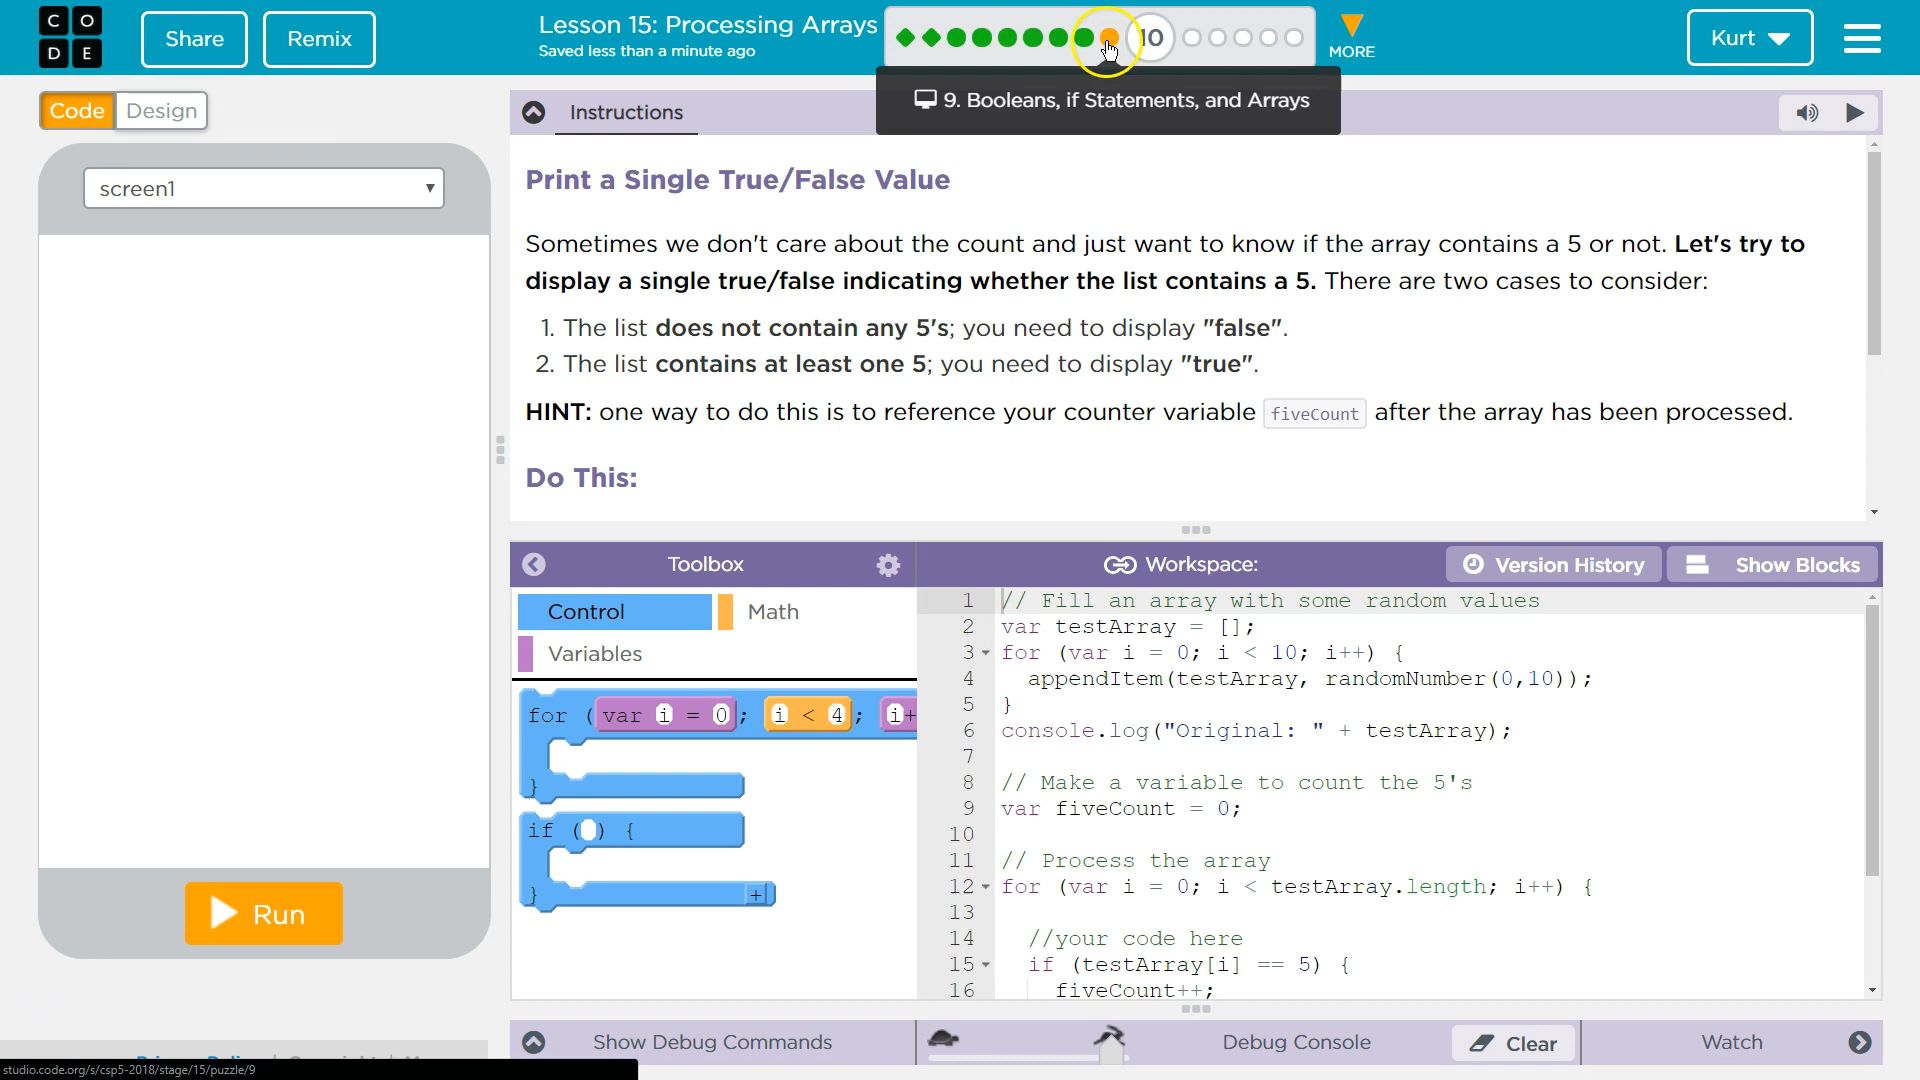 C O
D E
Share
Remix
Lesson 15: Processing Arrays
Saved less than a minute ago
10
MORE
Kurt
9. Booleans, if Statements, and Arrays
Code
Design
Instructions
screen1
Print a Single True/False Value
Sometimes we don't care about the count and just want to know if the array contains a 5 or not. Let's try to
display a single true/false indicating whether the list contains a 5. There are two cases to consider:
1. The list does not contain any 5's; you need to display "false".
2. The list contains at least one 5; you need to display "true".
HINT: one way to do this is to reference your counter variable fiveCount after the array has been processed.
Do This:
Toolbox
Workspace:
Version History
Show Blocks
Control
Math
Variables
for ( var i = 0 ; i < 4 ; i+
}
if ( ) {
} +
1 // Fill an array with some random values
2 var testArray = [];
3 for (var i = 0; i < 10; i++) {
4 appendItem(testArray, randomNumber(0,10));
5 }
6 console.log("Original: " + testArray);
7
8 // Make a variable to count the 5's
9 var fiveCount = 0;
10
11 // Process the array
12 for (var i = 0; i < testArray.length; i++) {
13
14 //your code here
15 if (testArray[i] == 5) {
16 fiveCount++;
Run
Show Debug Commands
Debug Console
Clear
Watch
studio.code.org/s/csp5-2018/stage/15/puzzle/9